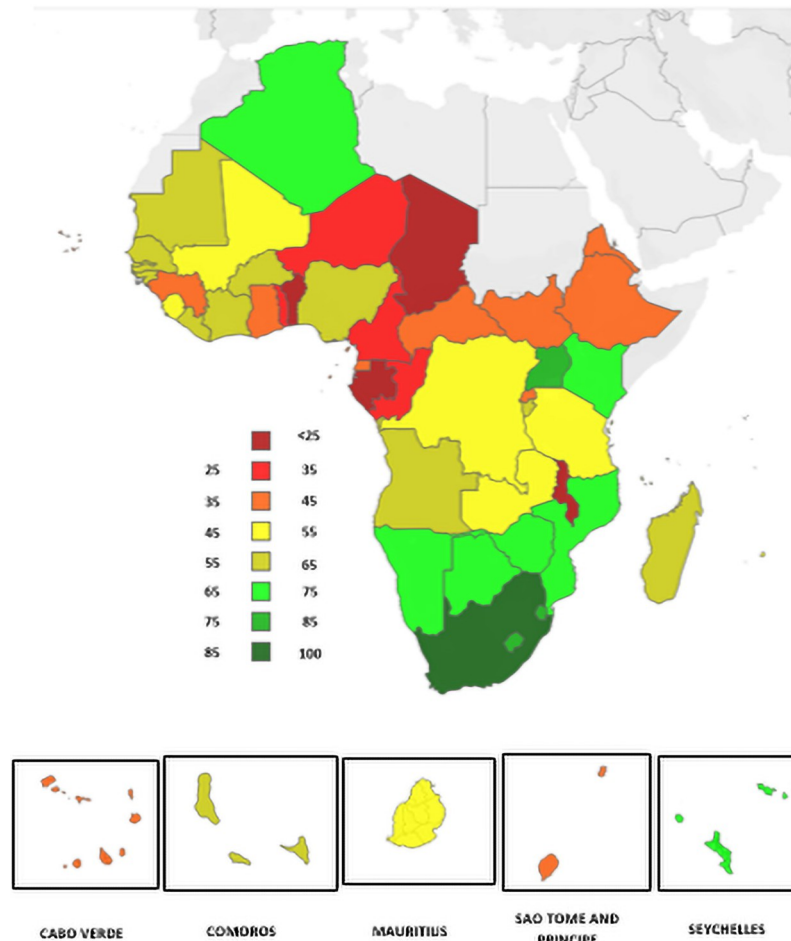 <25
25 35
35 45
45 55
55 65
65 75
75 85
85 100
CABO VERDE
COMOROS
MAURITIUS
SAO TOME AND
PRINCIPE
SEYCHELLES